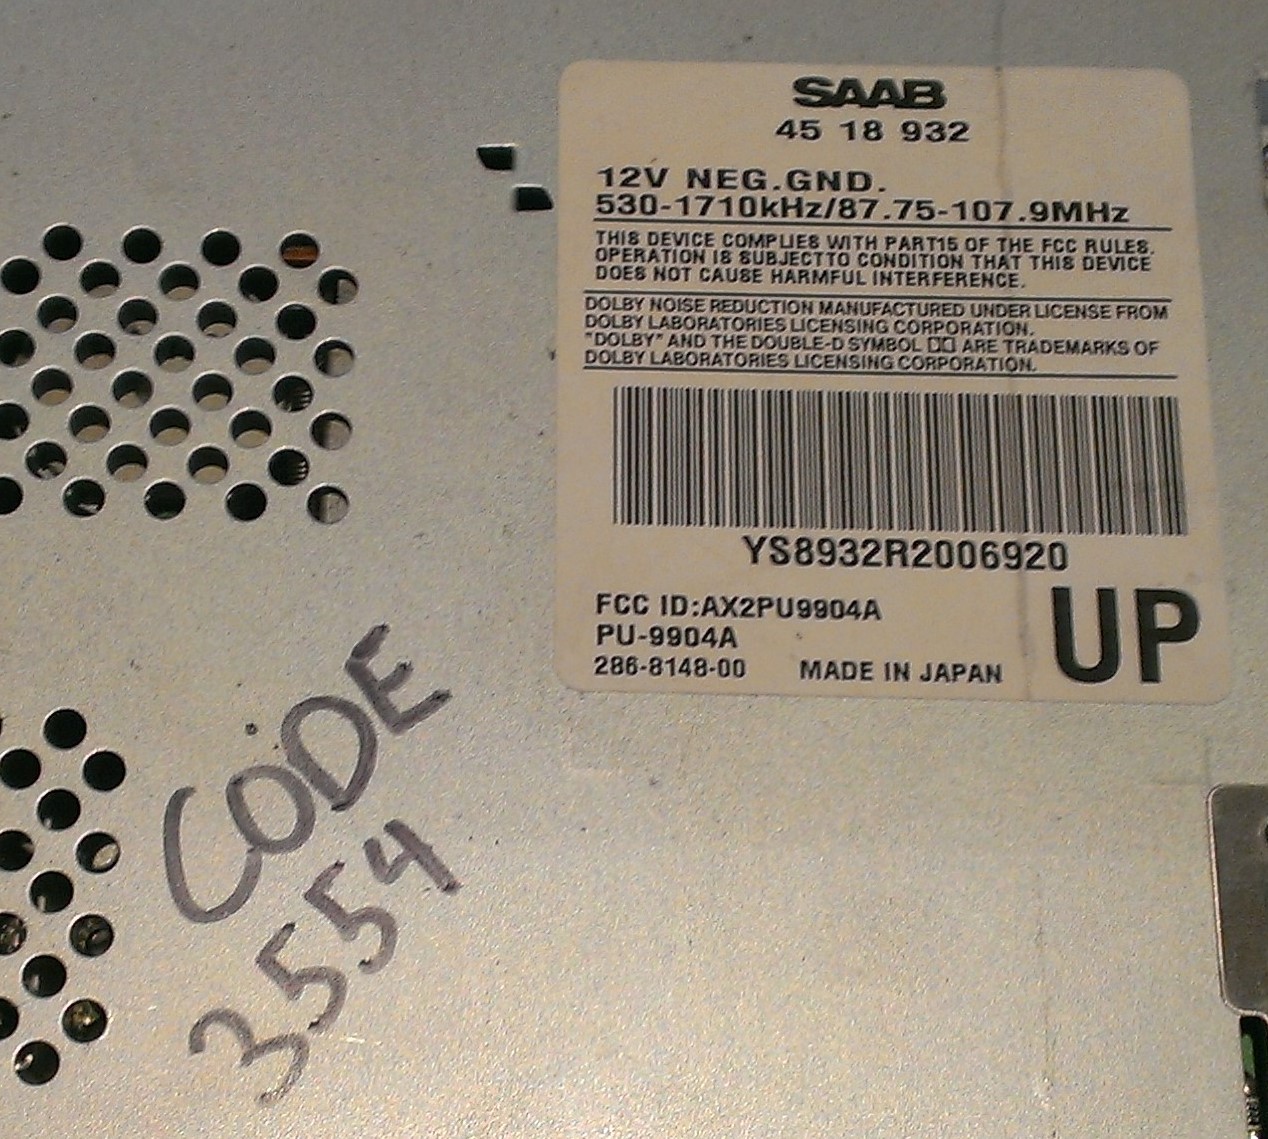 SAAB
45 18 932
12V NEG.GND.
530-1710kHz/87.75-107.9MHz
THIS DEVICE COMPLIES WITH PART15 OF THE FCC RULES.
OPERATION IS SUBJECTTO CONDITION THAT THIS DEVICE
DOES NOT CAUSE HARMFUL INTERFERENCE.
DOLBY NOISE REDUCTION MANUFACTURED UNDER LICENSE FROM
DOLBY LABORATORIES LICENSING CORPORATION.
"DOLBY" AND THE DOUBLE-D SYMBOL ARE TRADEMARKS OF
DOLBY LABORATORIES LICENSING CORPORATION.
YS8932R2006920
FCC ID:AX2PU9904A
PU-9904A
286-8148-00 MADE IN JAPAN
UP
CODE
3554